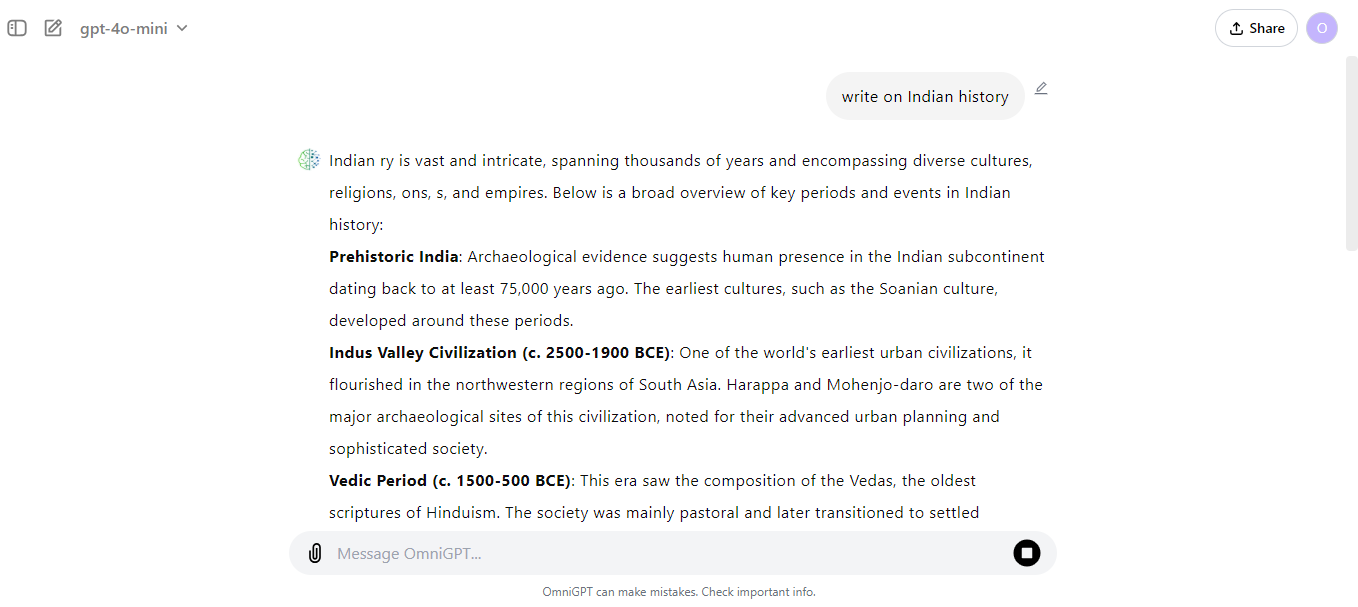 gpt-4o-mini
Share
O
write on Indian history
Indian ry is vast and intricate, spanning thousands of years and encompassing diverse cultures,
religions, ons, s, and empires. Below is a broad overview of key periods and events in Indian
history:
Prehistoric India: Archaeological evidence suggests human presence in the Indian subcontinent
dating back to at least 75,000 years ago. The earliest cultures, such as the Soanian culture,
developed around these periods.
Indus Valley Civilization (c. 2500-1900 BCE): One of the world's earliest urban civilizations, it
flourished in the northwestern regions of South Asia. Harappa and Mohenjo-daro are two of the
major archaeological sites of this civilization, noted for their advanced urban planning and
sophisticated society.
Vedic Period (c. 1500-500 BCE): This era saw the composition of the Vedas, the oldest
scriptures of Hinduism. The society was mainly pastoral and later transitioned to settled
Message OmniGPT...
OmniGPT can make mistakes. Check important info.